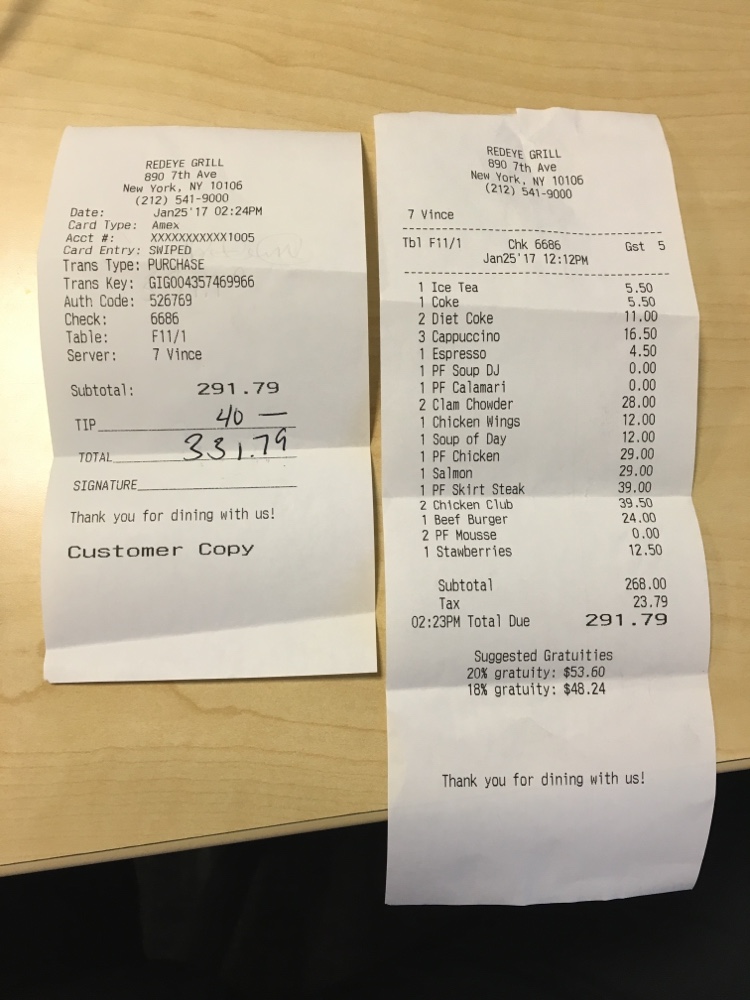 REDEYE GRILL
890 7th Ave
New York, NY 10106
(212) 541-9000
Date: Jan25'17 02:24PM
Card Type: Amex
Acct #: XXXXXXXXXXX1005
Card Entry: SWIPED
Trans Type: PURCHASE
Trans Key: GIG004357469966
Auth Code: 526769
Check: 6686
Table: F11/1
Server: 7 Vince
Subtotal: 291.79
TIP 40 —
TOTAL 331.79
SIGNATURE
Thank you for dining with us!
Customer Copy
REDEYE GRILL
890 7th Ave
New York, NY 10106
(212) 541-9000
7 Vince
Tbl F11/1 Chk 6686 Gst 5
Jan25'17 12:12PM
1 Ice Tea 5.50
1 Coke 5.50
2 Diet Coke 11.00
3 Cappuccino 16.50
1 Espresso 4.50
1 PF Soup DJ 0.00
1 PF Calamari 0.00
2 Clam Chowder 28.00
1 Chicken Wings 12.00
1 Soup of Day 12.00
1 PF Chicken 29.00
1 Salmon 29.00
1 PF Skirt Steak 39.00
2 Chicken Club 39.50
1 Beef Burger 24.00
2 PF Mousse 0.00
1 Stawberries 12.50
Subtotal 268.00
Tax 23.79
02:23PM Total Due 291.79
Suggested Gratuities
20% gratuity: $53.60
18% gratuity: $48.24
Thank you for dining with us!